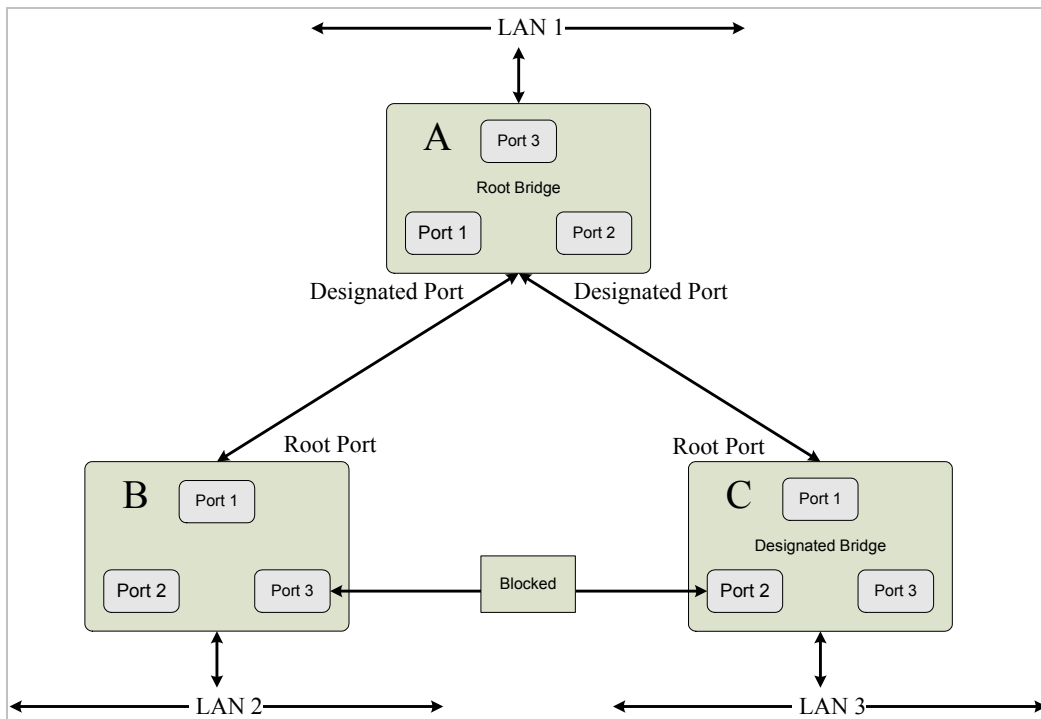 LAN 1
A
Port 3
Root Bridge
Port 1
Port 2
Designated Port
Designated Port
Root Port
Root Port
B
Port 1
Port 2
Port 3
Blocked
C
Port 1
Designated Bridge
Port 2
Port 3
LAN 2
LAN 3